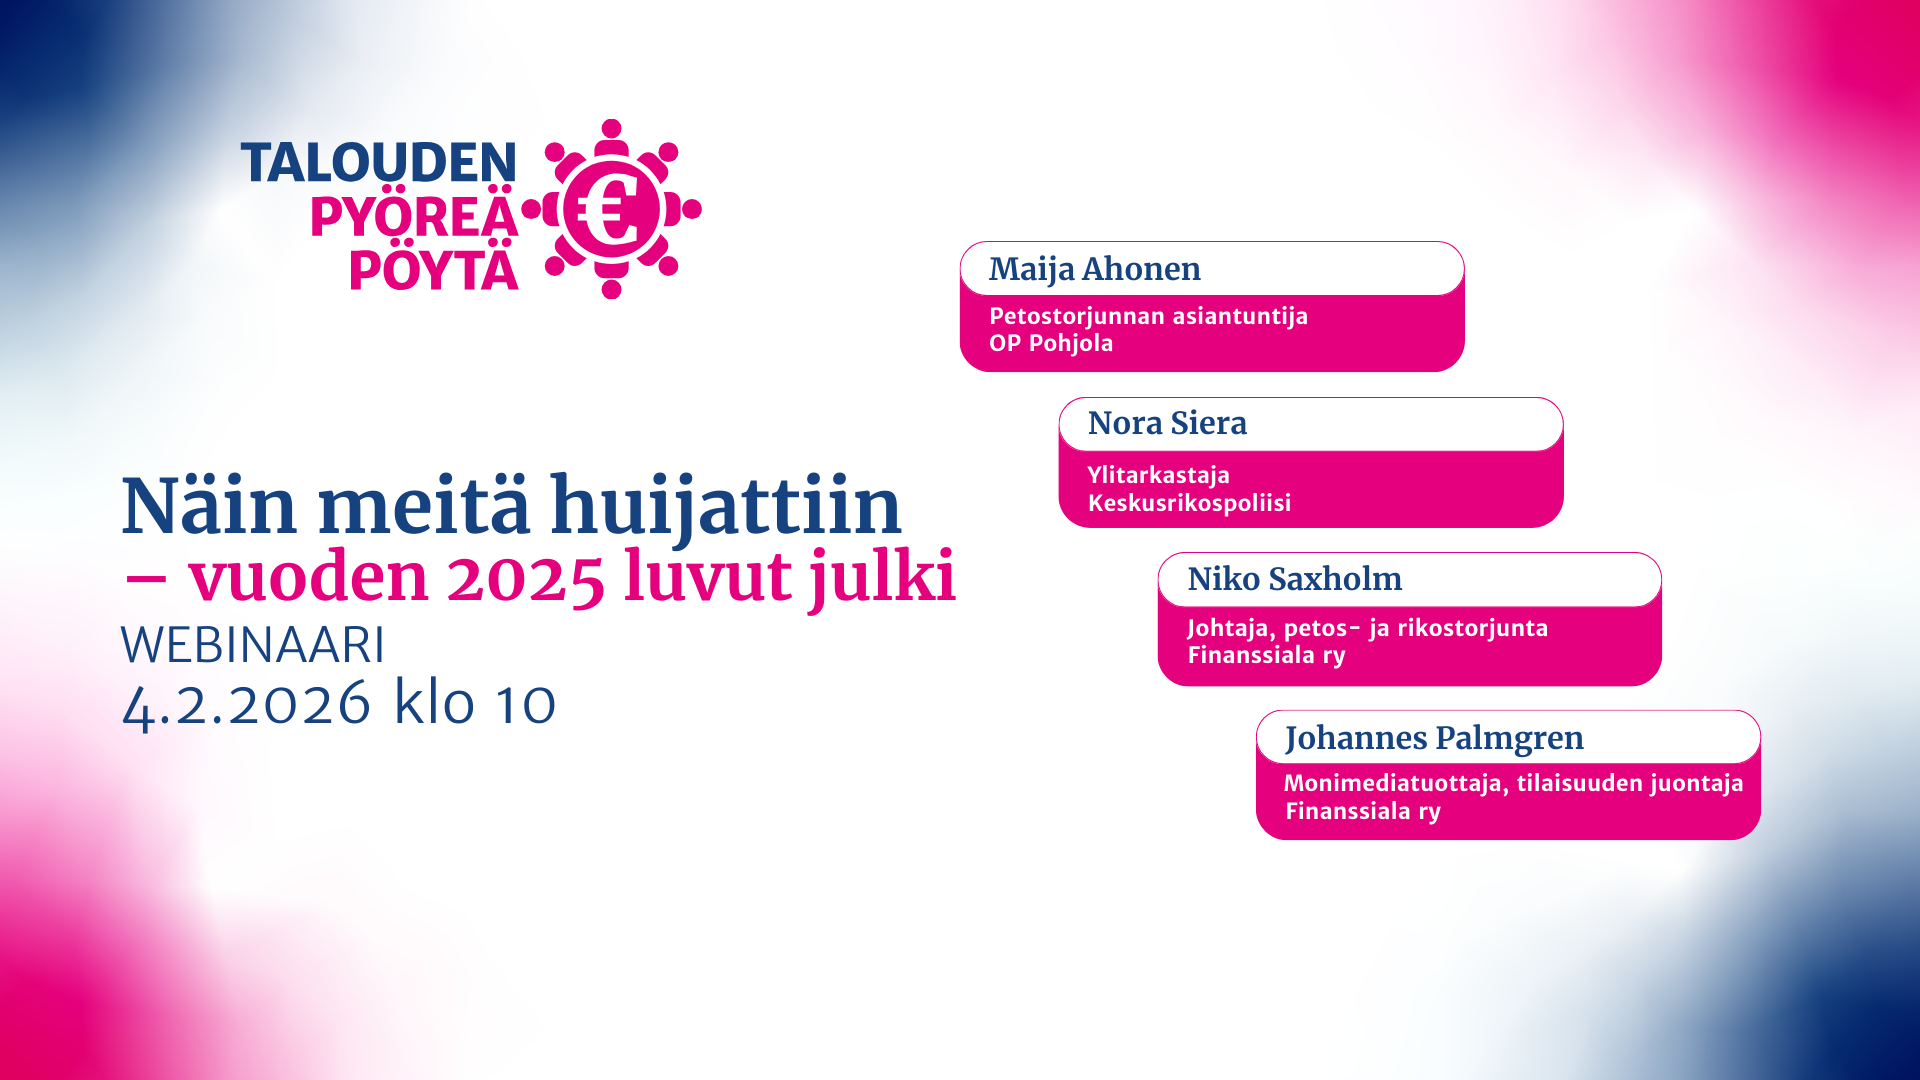 TALOUDEN
PYÖREÄ
PÖYTÄ
€
Näin meitä huijattiin
– vuoden 2025 luvut julki
WEBINAARI
4.2.2026 klo 10
Maija Ahonen
Petostorjunnan asiantuntija
OP Pohjola
Nora Siera
Ylitarkastaja
Keskusrikospoliisi
Niko Saxholm
Johtaja, petos- ja rikostorjunta
Finanssiala ry
Johannes Palmgren
Monimediatuottaja, tilaisuuden juontaja
Finanssiala ry